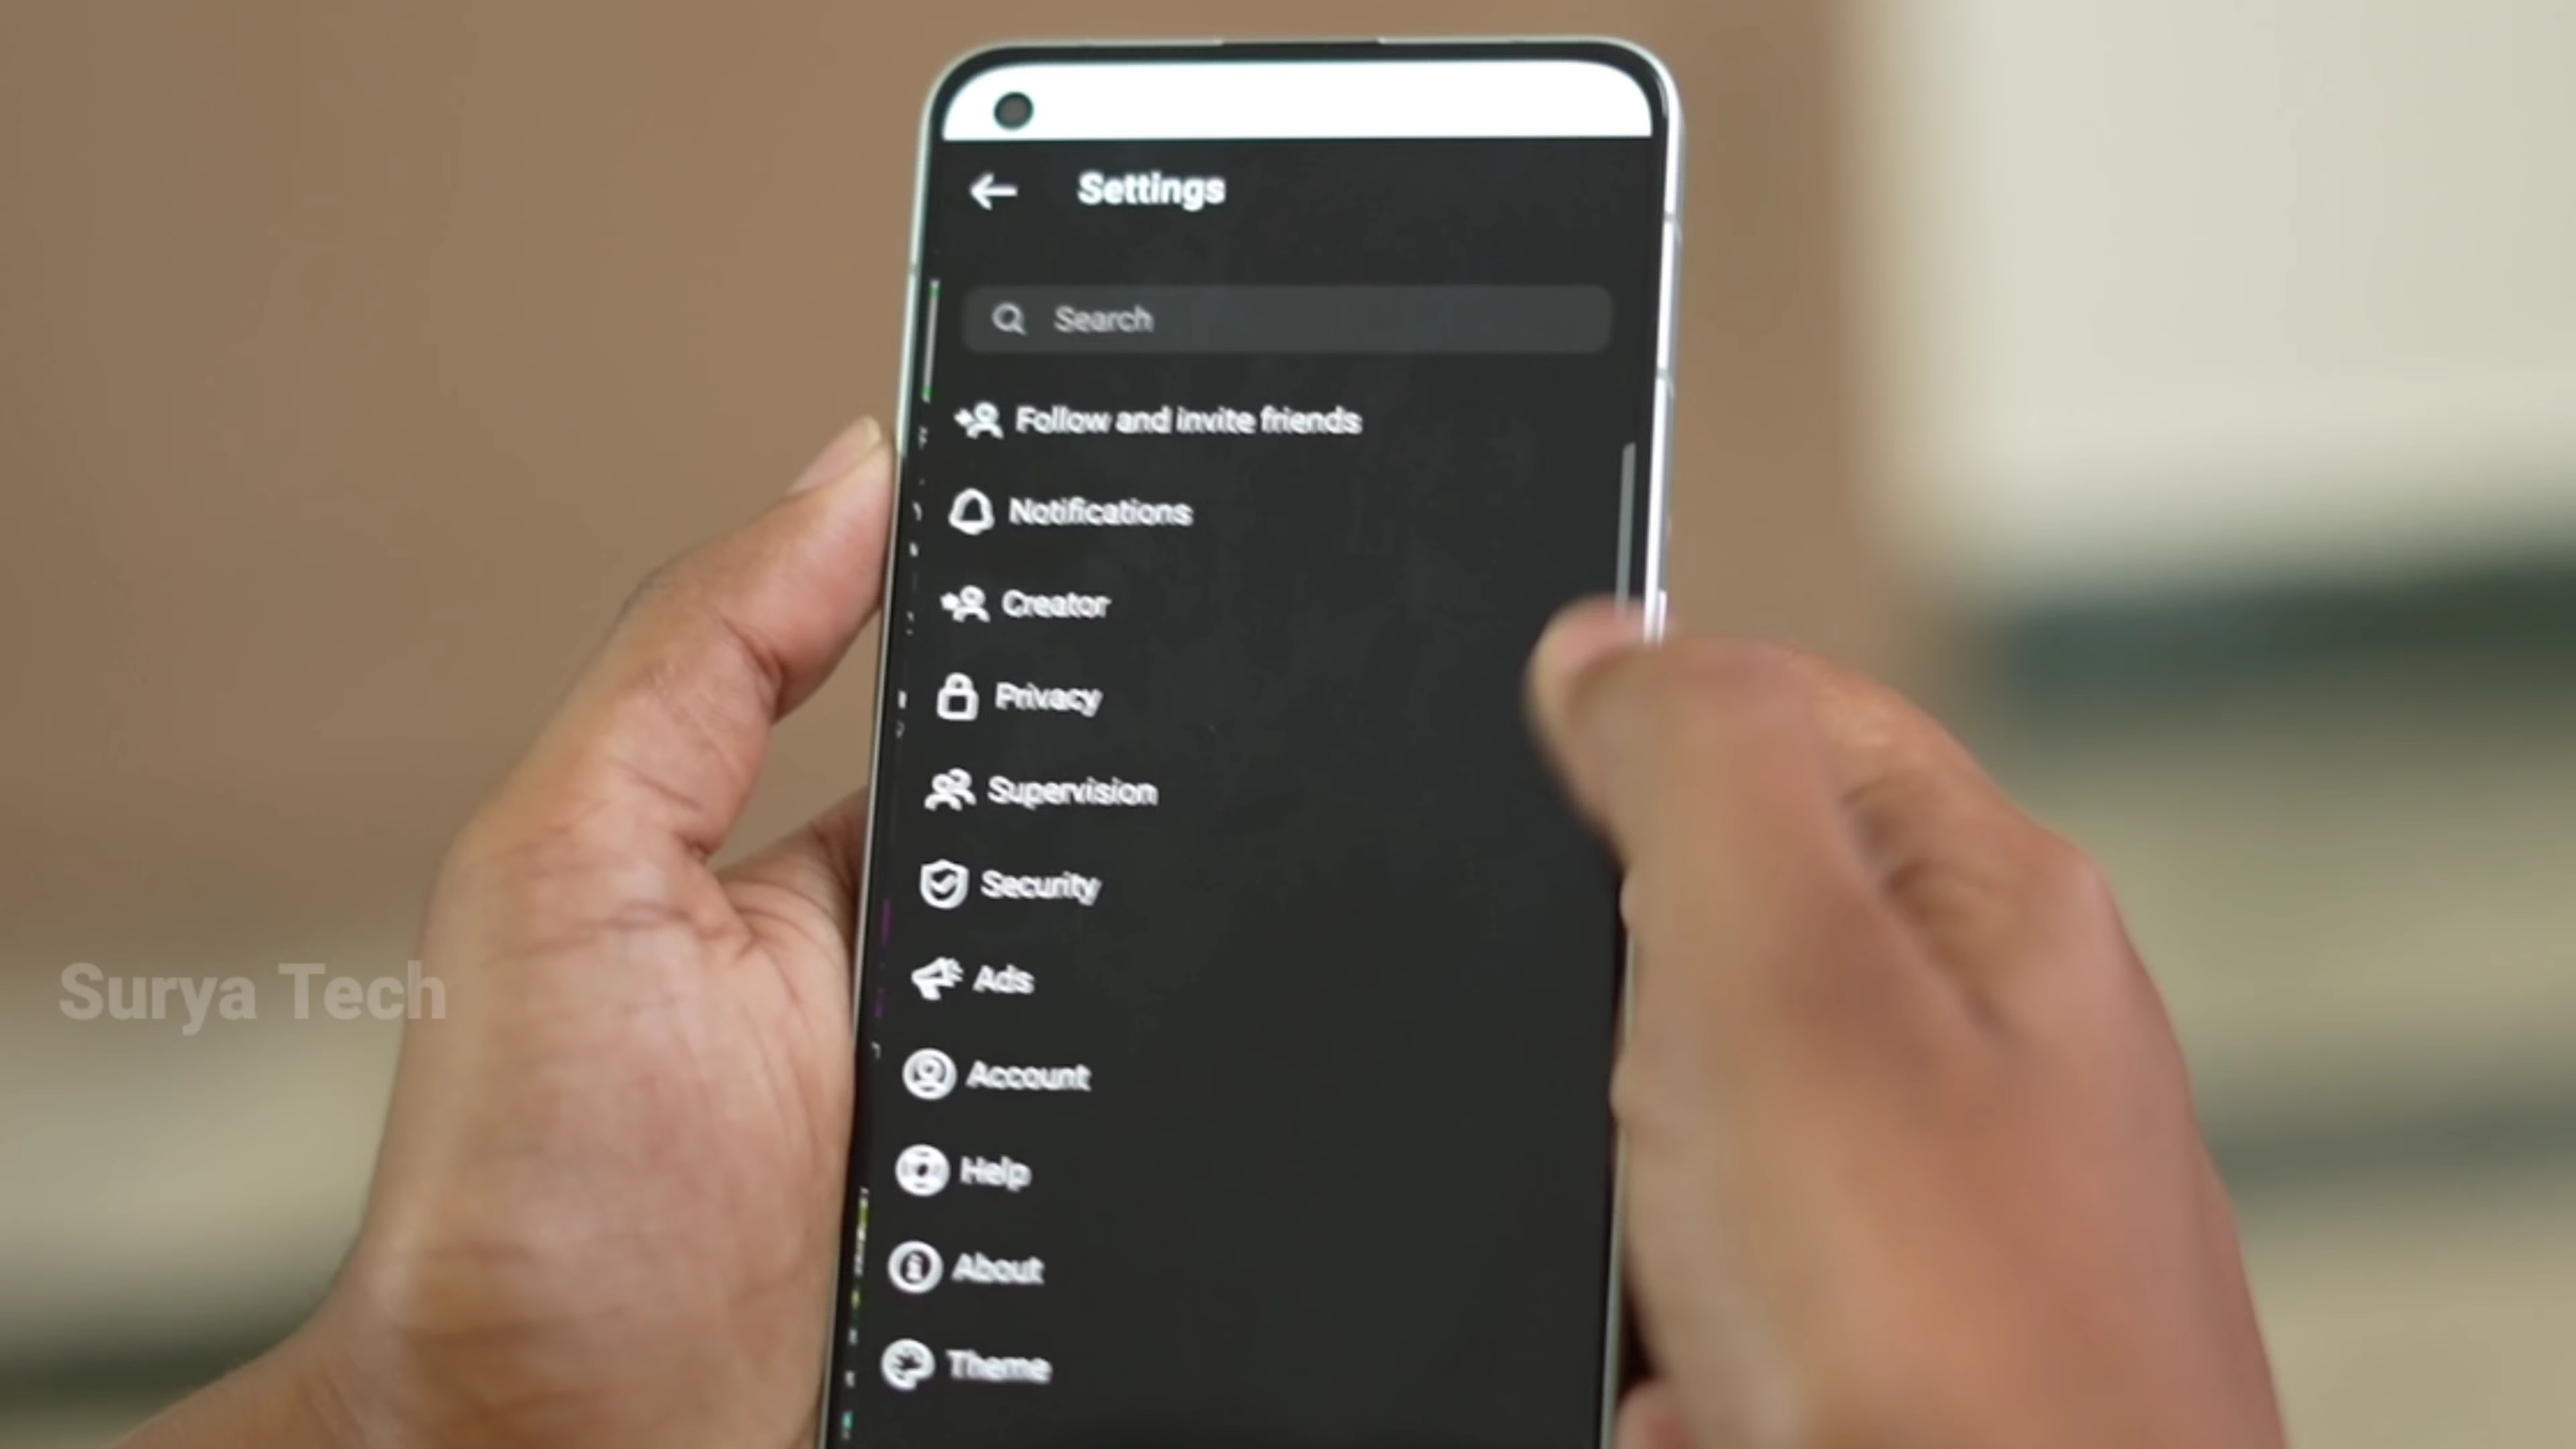 Settings
Search
Follow and invite friends
Notifications
Creator
Privacy
Supervision
Security
Ads
Account
Help
About
Theme
Surya Tech